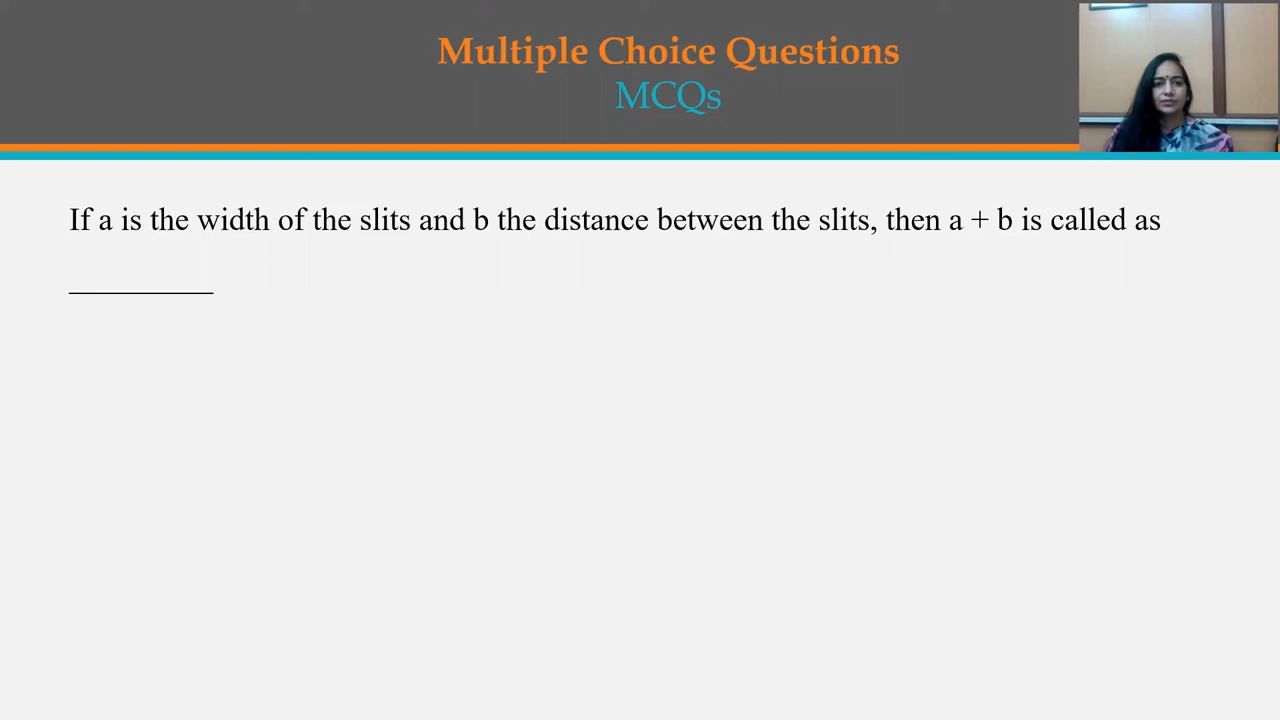 Multiple Choice Questions
MCQs
If a is the width of the slits and b the distance between the slits, then a + b is called as
__________